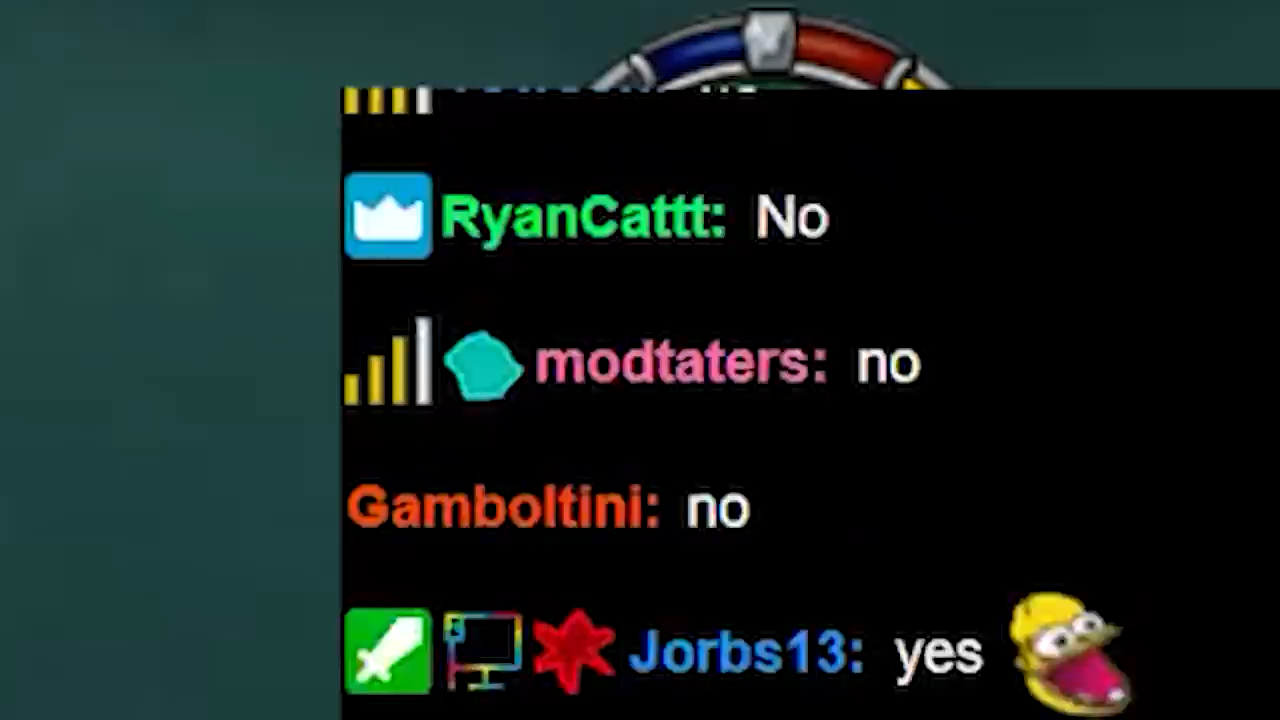 RyanCattt: No
modtaters: no
Gamboltini: no
Jorbs13: yes